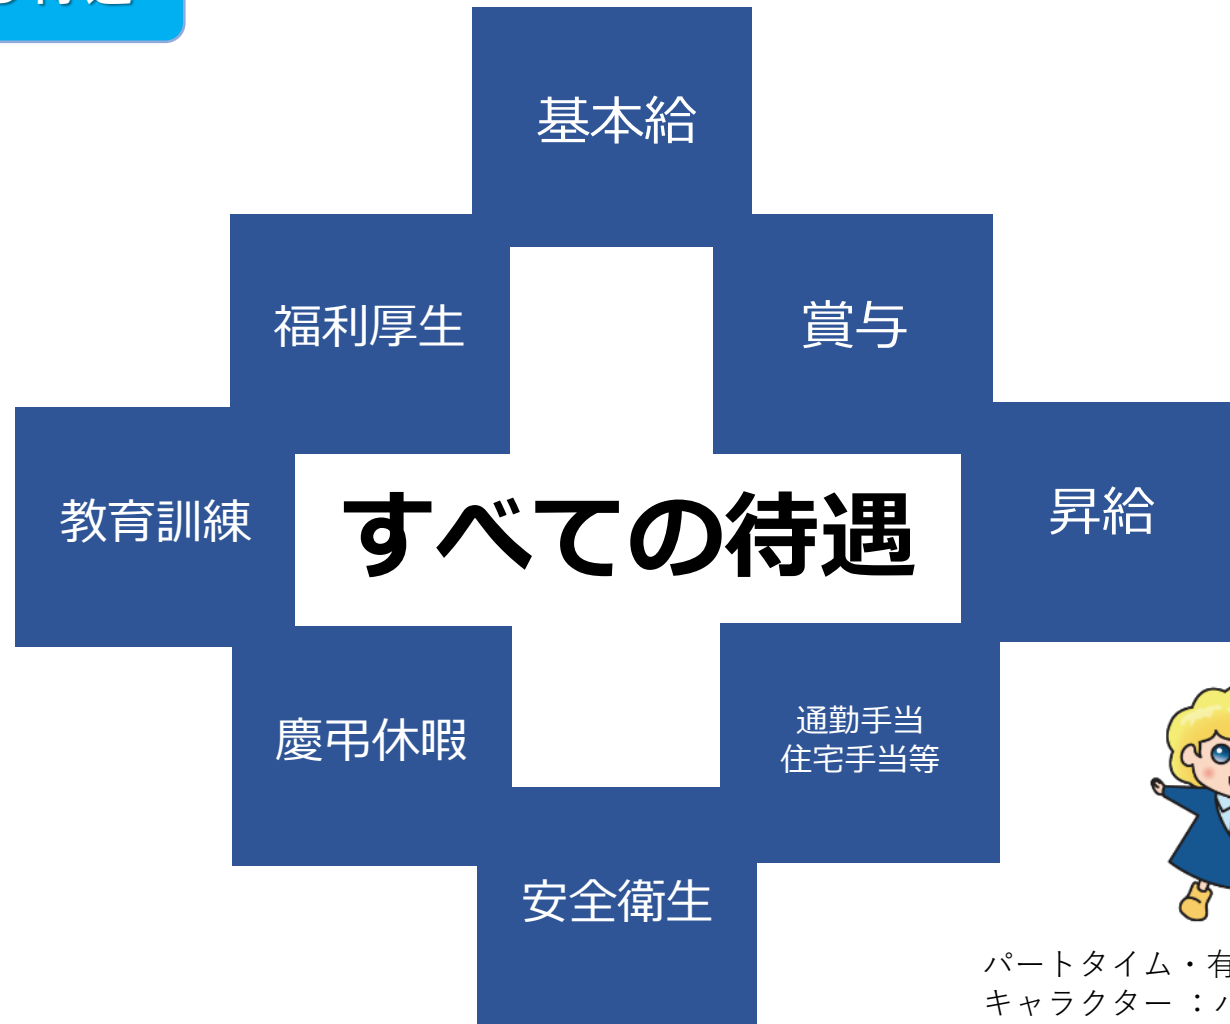 基本給
福利厚生
賞与
教育訓練
すべての待遇
昇給
慶弔休暇
通勤手当
住宅手当等
安全衛生
パートタイム・有
キャラクター：パ